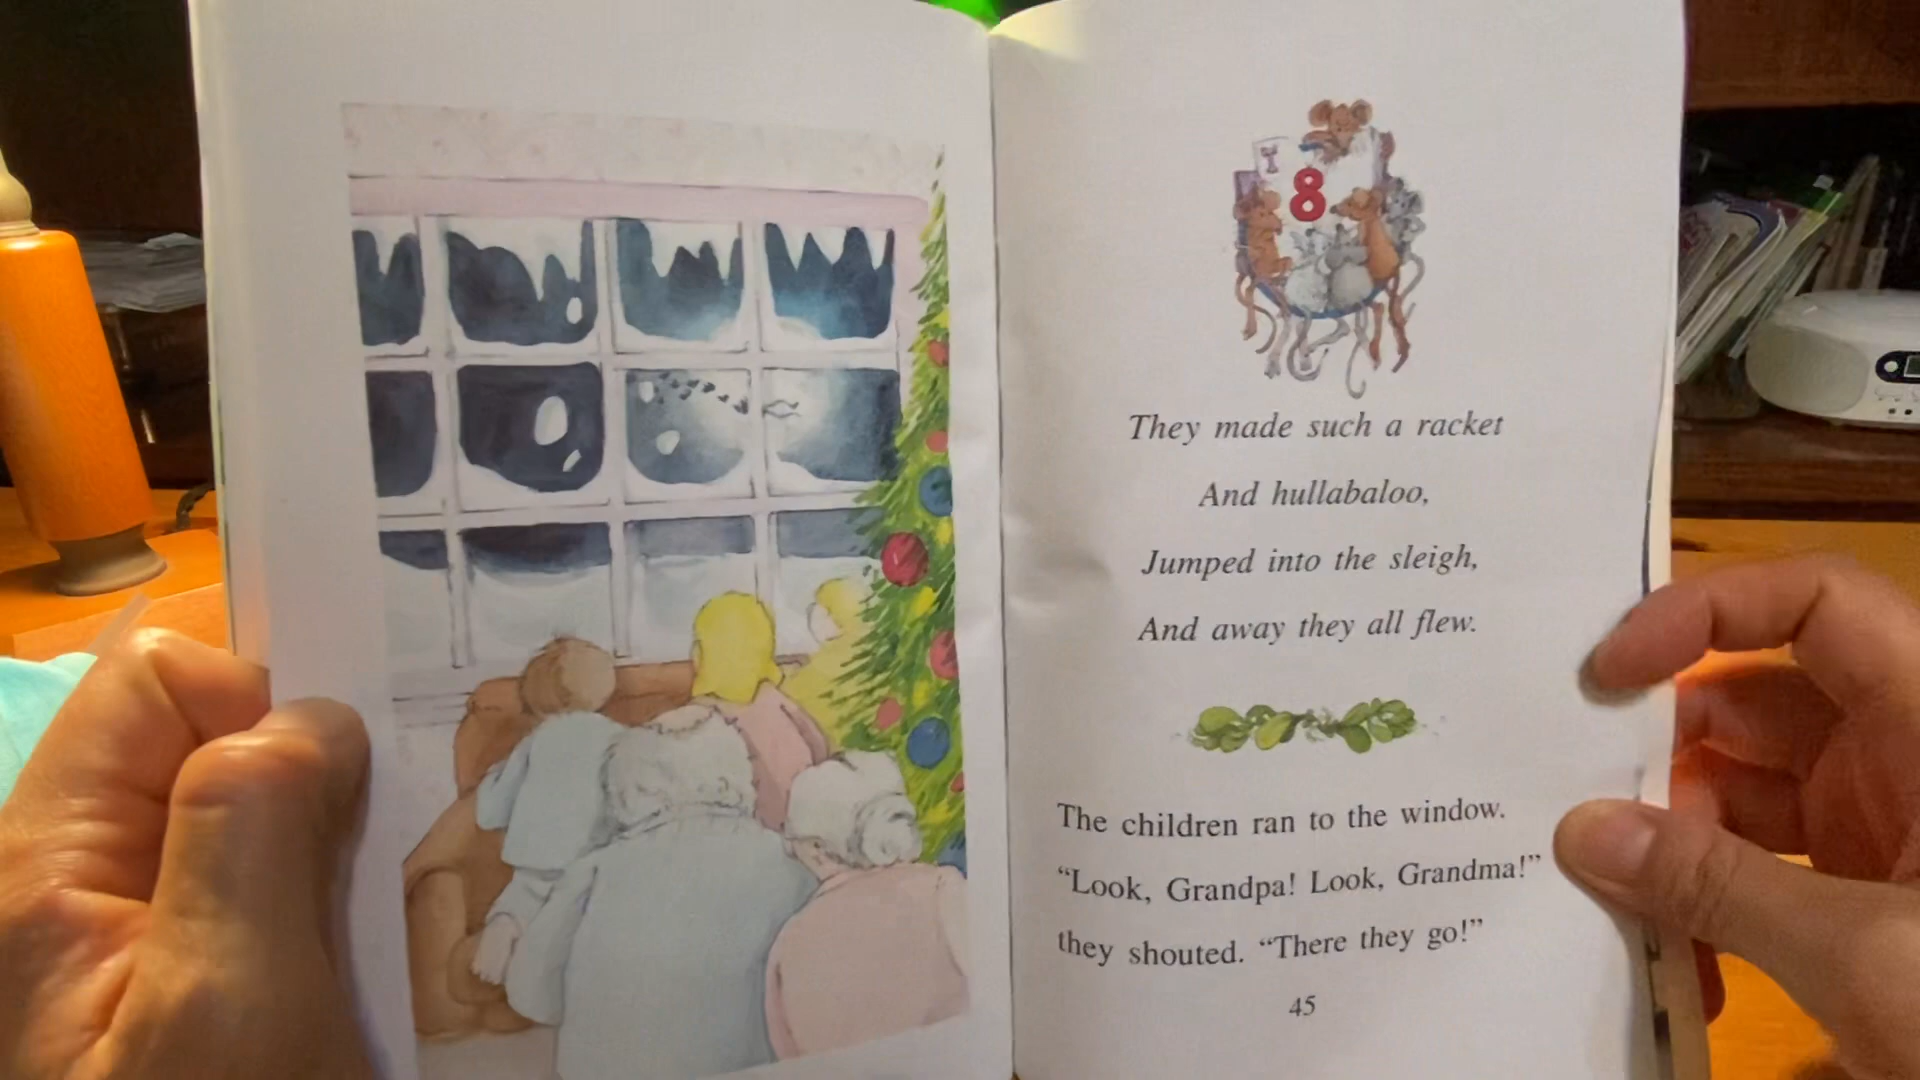 8
They made such a racket
And hullabaloo,
Jumped into the sleigh,
And away they all flew.
The children ran to the window.
“Look, Grandpa! Look, Grandma!”
they shouted. “There they go!”
45